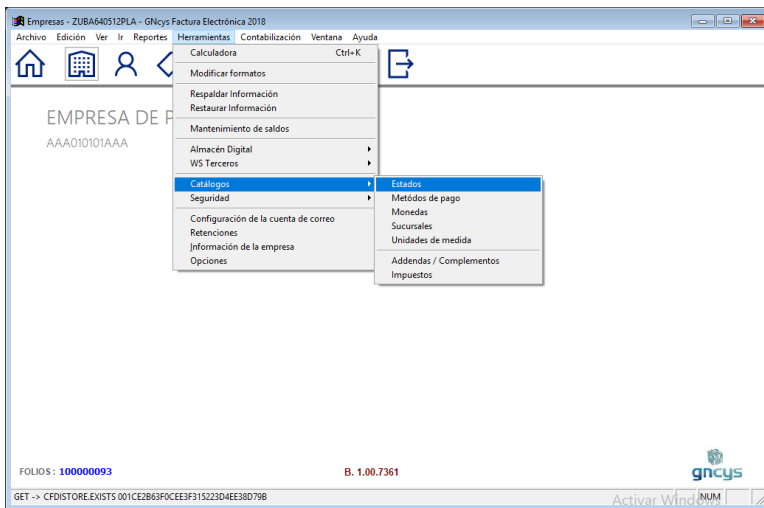 Empresas - ZUBA640512PLA - GNcys Factura Electrónica 2018
Archivo Edición Ver Ir Reportes Herramientas Contabilización Ventana Ayuda
Calculadora Ctrl+K
Modificar formatos
Respaldar Información
Restaurar Información
Mantenimiento de saldos
Almacén Digital
WS Terceros
Catálogos
Seguridad
Configuración de la cuenta de correo
Retenciones
Información de la empresa
Opciones
Estados
Metódos de pago
Monedas
Sucursales
Unidades de medida
Addendas / Complementos
Impuestos
EMPRESA DE P
AAA010101AAA
FOLIOS : 100000093
B. 1.00.7361
gncys
GET -> CFDISTORE.EXISTS 001CE2B63F0CEE3F315223D4EE38D79B
Activar Windows
NUM